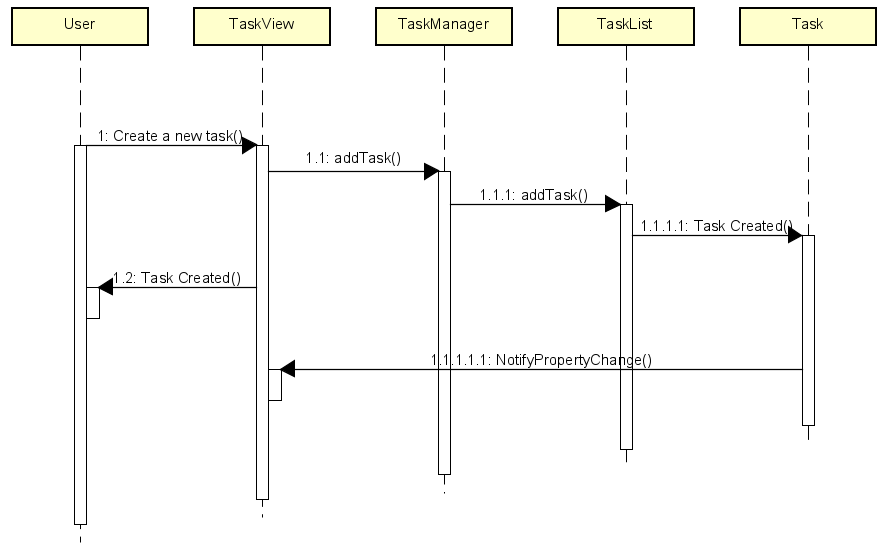 User
TaskView
TaskManager
TaskList
Task
1: Create a new task()
1.1: addTask()
1.1.1: addTask()
1.1.1.1: Task Created()
1.2: Task Created()
1.1.1.1.1: NotifyPropertyChange()